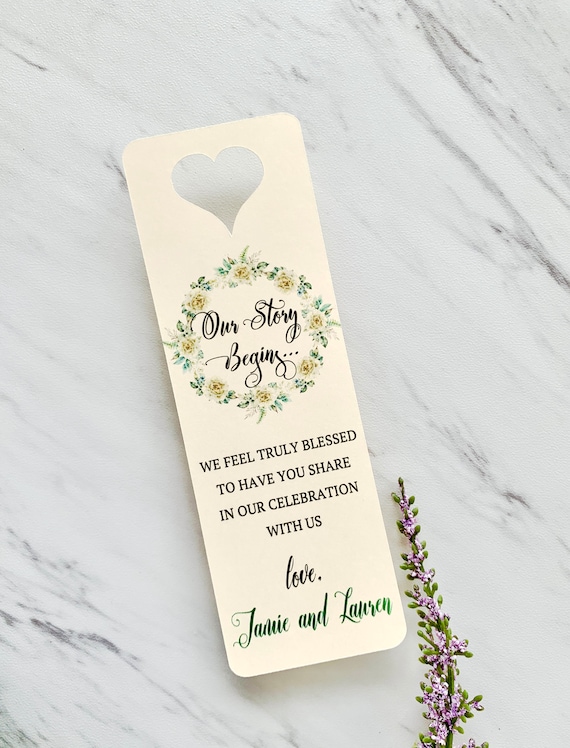 Our Story
Begins...
WE FEEL TRULY BLESSED
TO HAVE YOU SHARE
IN OUR CELEBRATION
WITH US
love,
Jamie and Lauren